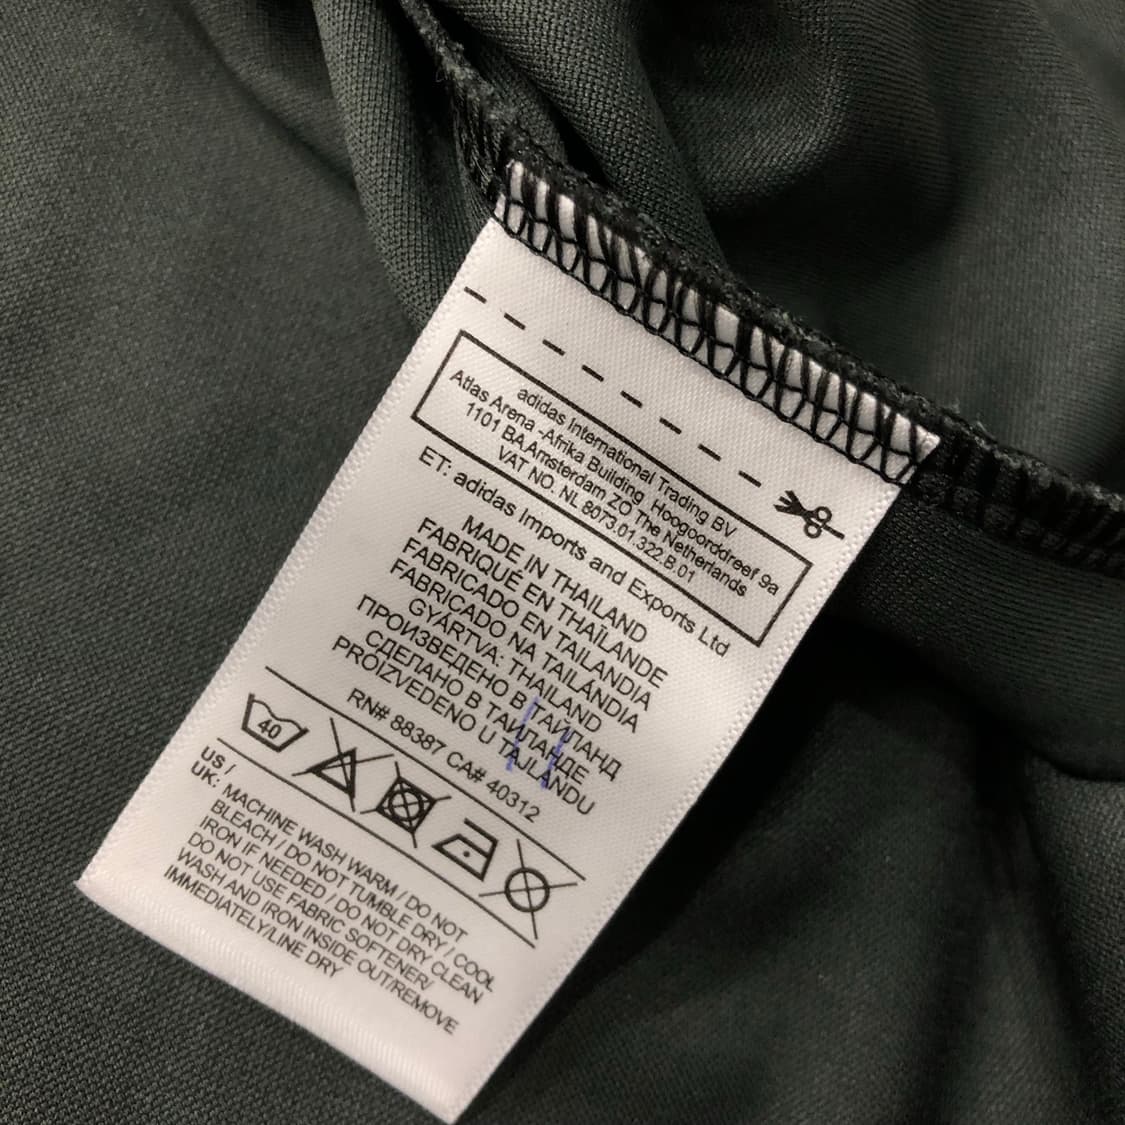 adidas International Trading BV
Atlas Arena -Afrika Building Hoogoorddreef 9a
1101 BA,Amsterdam ZO The Netherlands
VAT NO. NL 8073.01.322.B.01
ET: adidas Imports and Exports Ltd
MADE IN THAILAND
FABRIQUÉ EN THAÏLANDE
FABRICADO EN TAILANDIA
FABRICADO NA TAILÂNDIA
GYÁRTVA: THAILAND
ПРОИЗВЕДЕНО В ТАЙЛАНД
СДЕЛАНО В ТАИЛАНДЕ
PROIZVEDENO U TAJLANDU
RN# 88387 CA# 40312
40
US /
UK: MACHINE WASH WARM / DO NOT
BLEACH / DO NOT TUMBLE DRY / COOL
IRON IF NEEDED / DO NOT DRY CLEAN
DO NOT USE FABRIC SOFTENER/
WASH AND IRON INSIDE OUT/REMOVE
IMMEDIATELY/LINE DRY